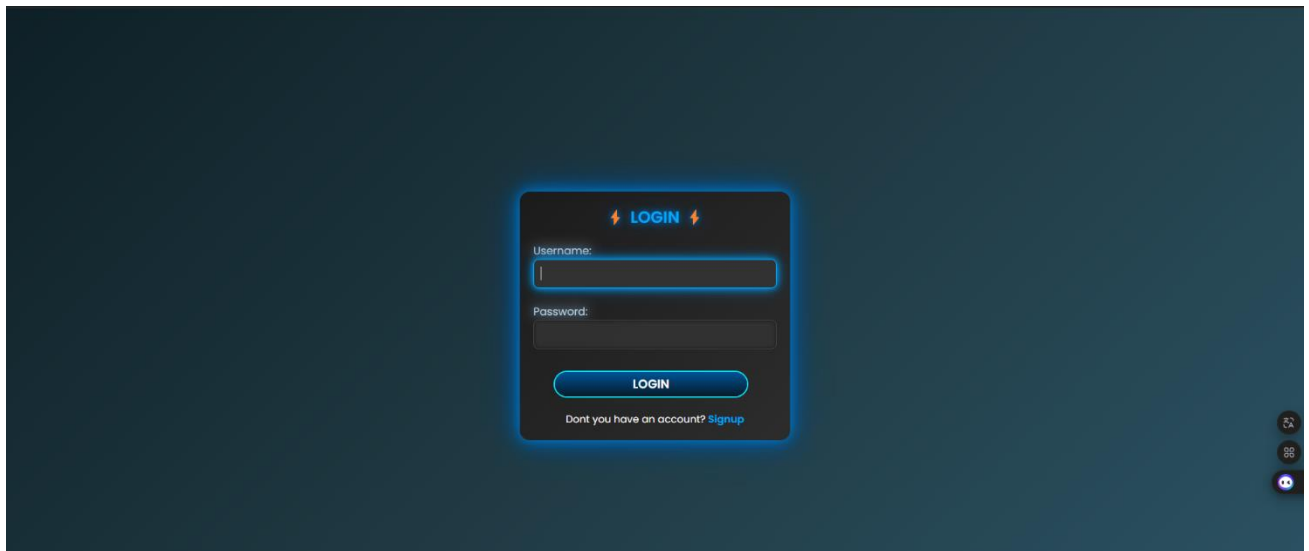 ⚡ LOGIN ⚡
Username:
Password:
LOGIN
Dont you have an account? Signup